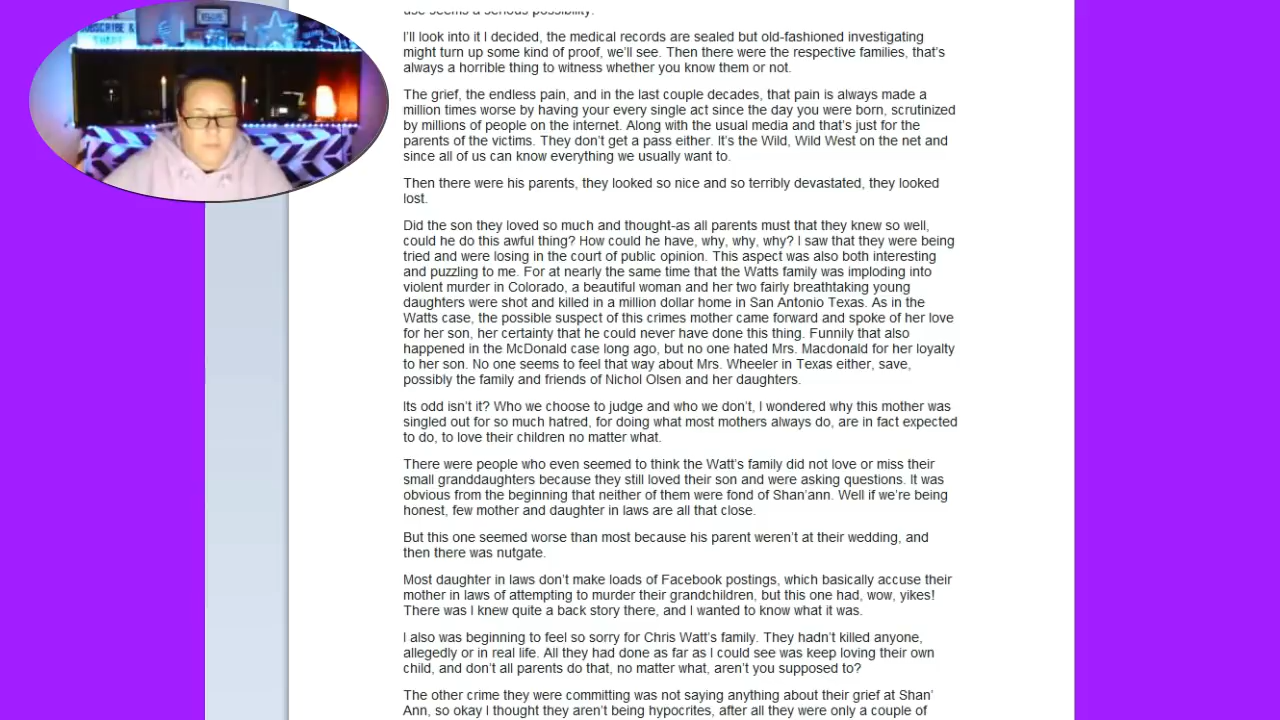 SUBSCRIBE &
SHARE
use seems a serious possibility.
I'll look into it I decided, the medical records are sealed but old-fashioned investigating
might turn up some kind of proof, we'll see. Then there were the respective families, that's
always a horrible thing to witness whether you know them or not.
The grief, the endless pain, and in the last couple decades, that pain is always made a
million times worse by having your every single act since the day you were born, scrutinized
by millions of people on the internet. Along with the usual media and that's just for the
parents of the victims. They don't get a pass either. It's the Wild, Wild West on the net and
since all of us can know everything we usually want to.
Then there were his parents, they looked so nice and so terribly devastated, they looked
lost.
Did the son they loved so much and thought-as all parents must that they knew so well,
could he do this awful thing? How could he have, why, why, why? I saw that they were being
tried and were losing in the court of public opinion. This aspect was also both interesting
and puzzling to me. For at nearly the same time that the Watts family was imploding into
violent murder in Colorado, a beautiful woman and her two fairly breathtaking young
daughters were shot and killed in a million dollar home in San Antonio Texas. As in the
Watts case, the possible suspect of this crimes mother came forward and spoke of her love
for her son, her certainty that he could never have done this thing. Funnily that also
happened in the McDonald case long ago, but no one hated Mrs. Macdonald for her loyalty
to her son. No one seems to feel that way about Mrs. Wheeler in Texas either, save,
possibly the family and friends of Nichol Olsen and her daughters.
Its odd isn't it? Who we choose to judge and who we don't, I wondered why this mother was
singled out for so much hatred, for doing what most mothers always do, are in fact expected
to do, to love their children no matter what.
There were people who even seemed to think the Watt's family did not love or miss their
small granddaughters because they still loved their son and were asking questions. It was
obvious from the beginning that neither of them were fond of Shan'ann. Well if we're being
honest, few mother and daughter in laws are all that close.
But this one seemed worse than most because his parent weren't at their wedding, and
then there was nutgate.
Most daughter in laws don't make loads of Facebook postings, which basically accuse their
mother in laws of attempting to murder their grandchildren, but this one had, wow, yikes!
There was I knew quite a back story there, and I wanted to know what it was.
I also was beginning to feel so sorry for Chris Watt's family. They hadn't killed anyone,
allegedly or in real life. All they had done as far as I could see was keep loving their own
child, and don't all parents do that, no matter what, aren't you supposed to?
The other crime they were committing was not saying anything about their grief at Shan'
Ann, so okay I thought they aren't being hypocrites, after all they were only a couple of